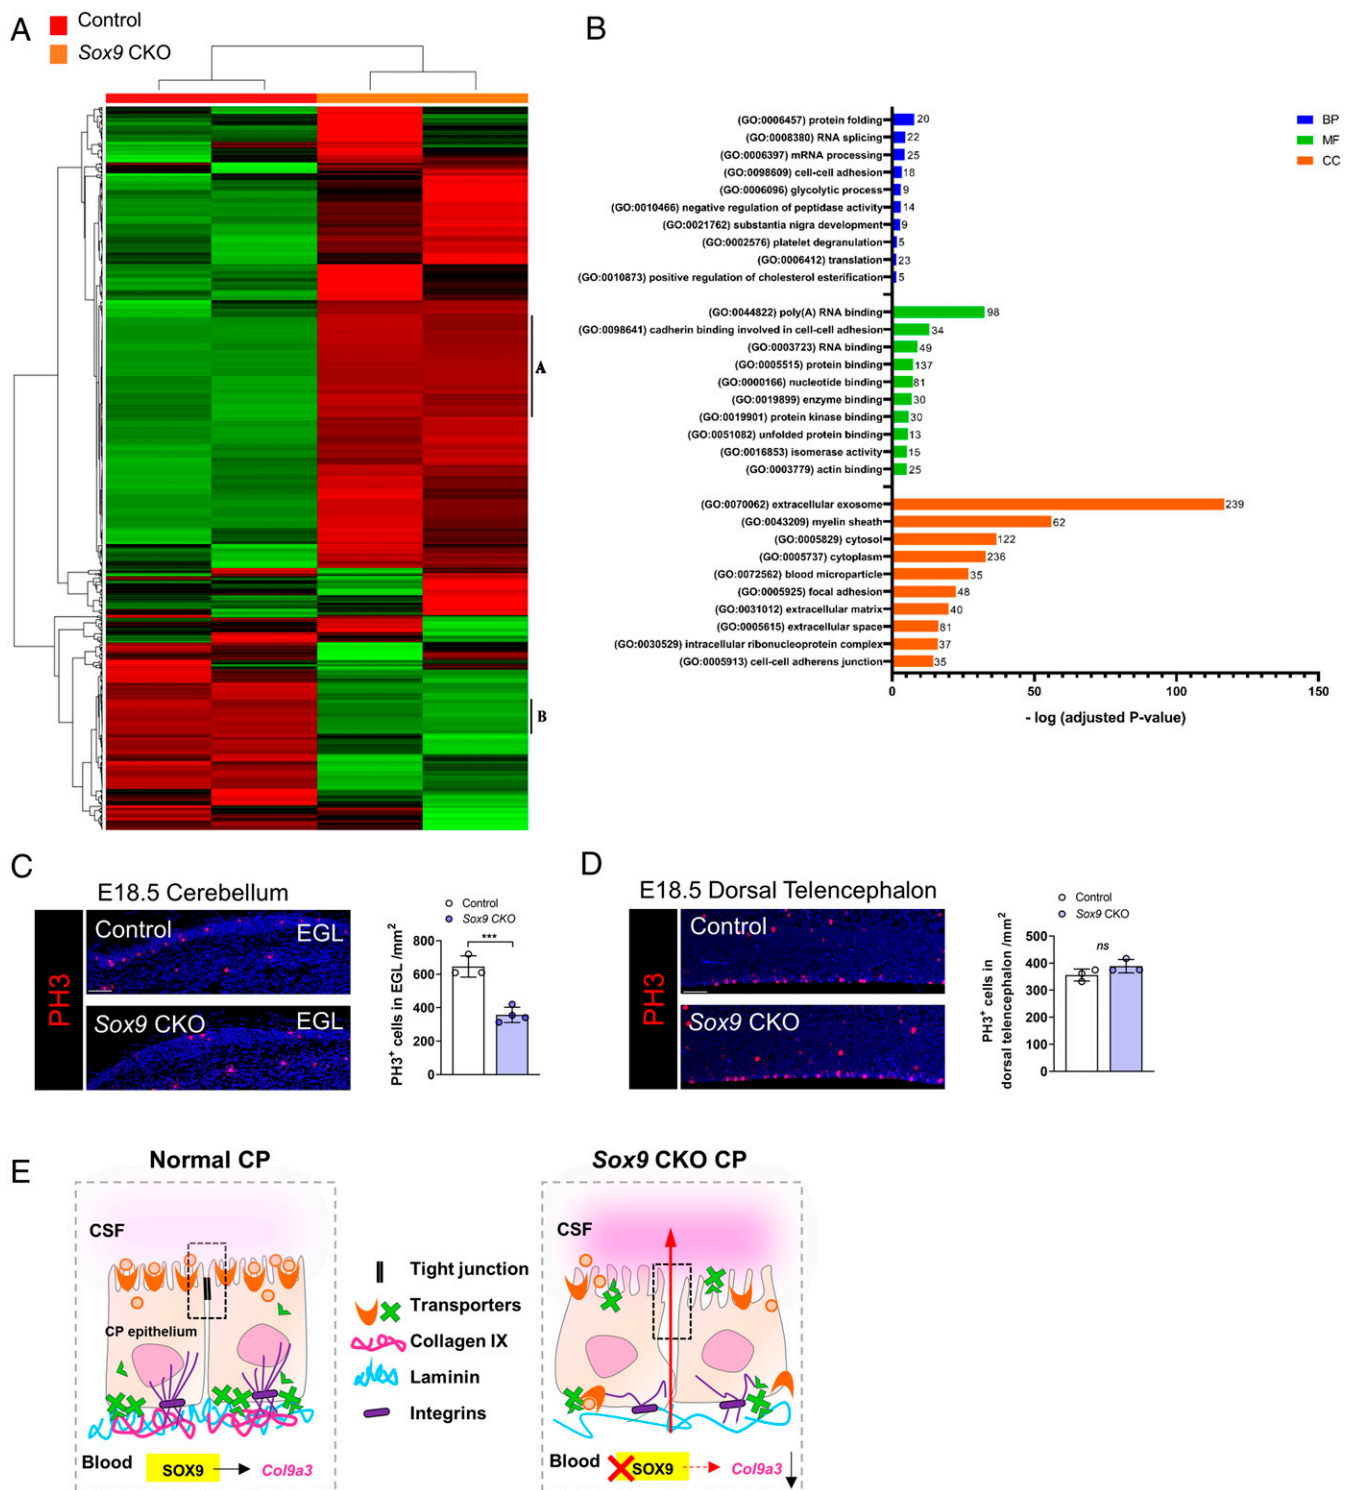 A
Control
Sox9 CKO
A
B
B
BP
MF
CC
(GO:0006457) protein folding 20
(GO:0008380) RNA splicing 22
(GO:0006397) mRNA processing 25
(GO:0098609) cell-cell adhesion 18
(GO:0006096) glycolytic process 9
(GO:0010466) negative regulation of peptidase activity 14
(GO:0021762) substantia nigra development 9
(GO:0002576) platelet degranulation 5
(GO:0006412) translation 23
(GO:0010873) positive regulation of cholesterol esterification 5
(GO:0044822) poly(A) RNA binding 98
(GO:0098641) cadherin binding involved in cell-cell adhesion 34
(GO:0003723) RNA binding 49
(GO:0005515) protein binding 137
(GO:0000166) nucleotide binding 81
(GO:0019899) enzyme binding 30
(GO:0019901) protein kinase binding 30
(GO:0051082) unfolded protein binding 13
(GO:0016853) isomerase activity 15
(GO:0003779) actin binding 25
(GO:0070062) extracellular exosome 239
(GO:0043209) myelin sheath 62
(GO:0005829) cytosol 122
(GO:0005737) cytoplasm 236
(GO:0072562) blood microparticle 35
(GO:0005925) focal adhesion 48
(GO:0031012) extracellular matrix 40
(GO:0005615) extracellular space 81
(GO:0030529) intracellular ribonucleoprotein complex 37
(GO:0005913) cell-cell adherens junction 35
0 50 100 150
- log (adjusted P-value)
C
E18.5 Cerebellum
PH3
Control EGL
Sox9 CKO EGL
Control
Sox9 CKO
***
PH3+ cells in EGL /mm²
800
600
400
200
0
D
E18.5 Dorsal Telencephalon
PH3
Control
Sox9 CKO
Control
Sox9 CKO
ns
PH3+ cells in
dorsal telencephalon /mm²
500
400
300
200
100
0
E
Normal CP
CSF
CP epithelium
Blood
SOX9
Col9a3
Tight junction
Transporters
Collagen IX
Laminin
Integrins
Sox9 CKO CP
CSF
Blood
SOX9
Col9a3